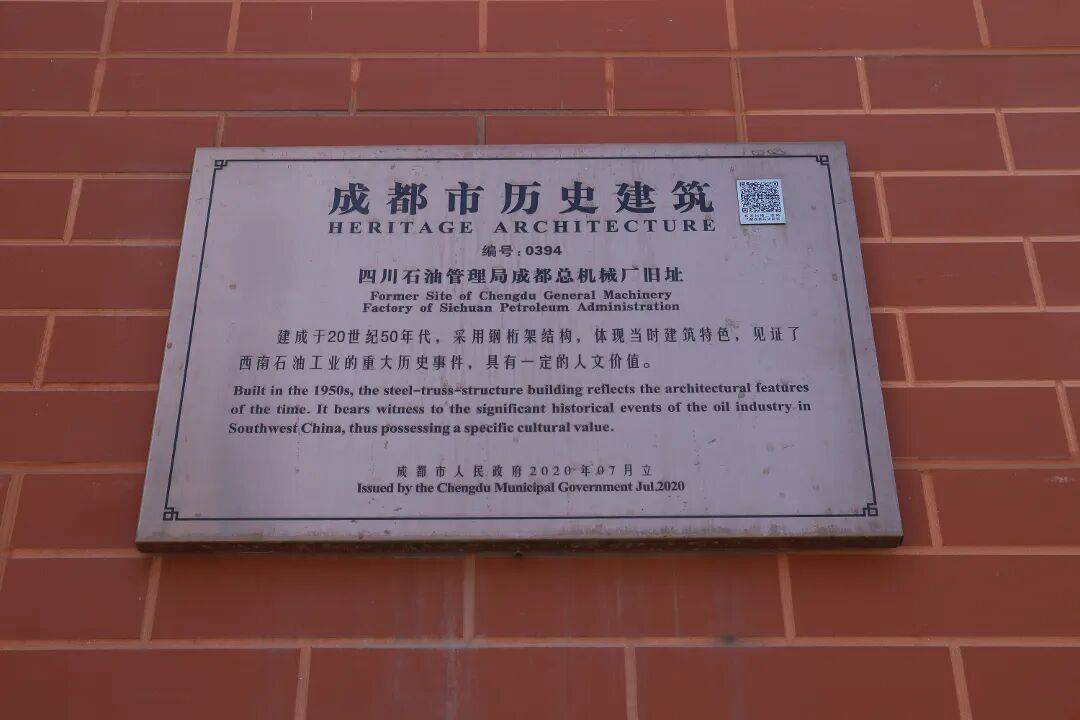 成都市历史建筑
HERITAGE ARCHITECTURE
编号:0394
四川石油管理局成都总机械厂旧址
Former Site of Chengdu General Machinery
Factory of Sichuan Petroleum Administration
建成于20世纪50年代，采用钢桁架结构，体现当时建筑特色，见证了
西南石油工业的重大历史事件，具有一定的人文价值。
Built in the 1950s, the steel-truss-structure building reflects the architectural features
of the time. It bears witness to the significant historical events of the oil industry in
Southwest China, thus possessing a specific cultural value.
成都市人民政府2020年07月立
Issued by the Chengdu Municipal Government Jul.2020